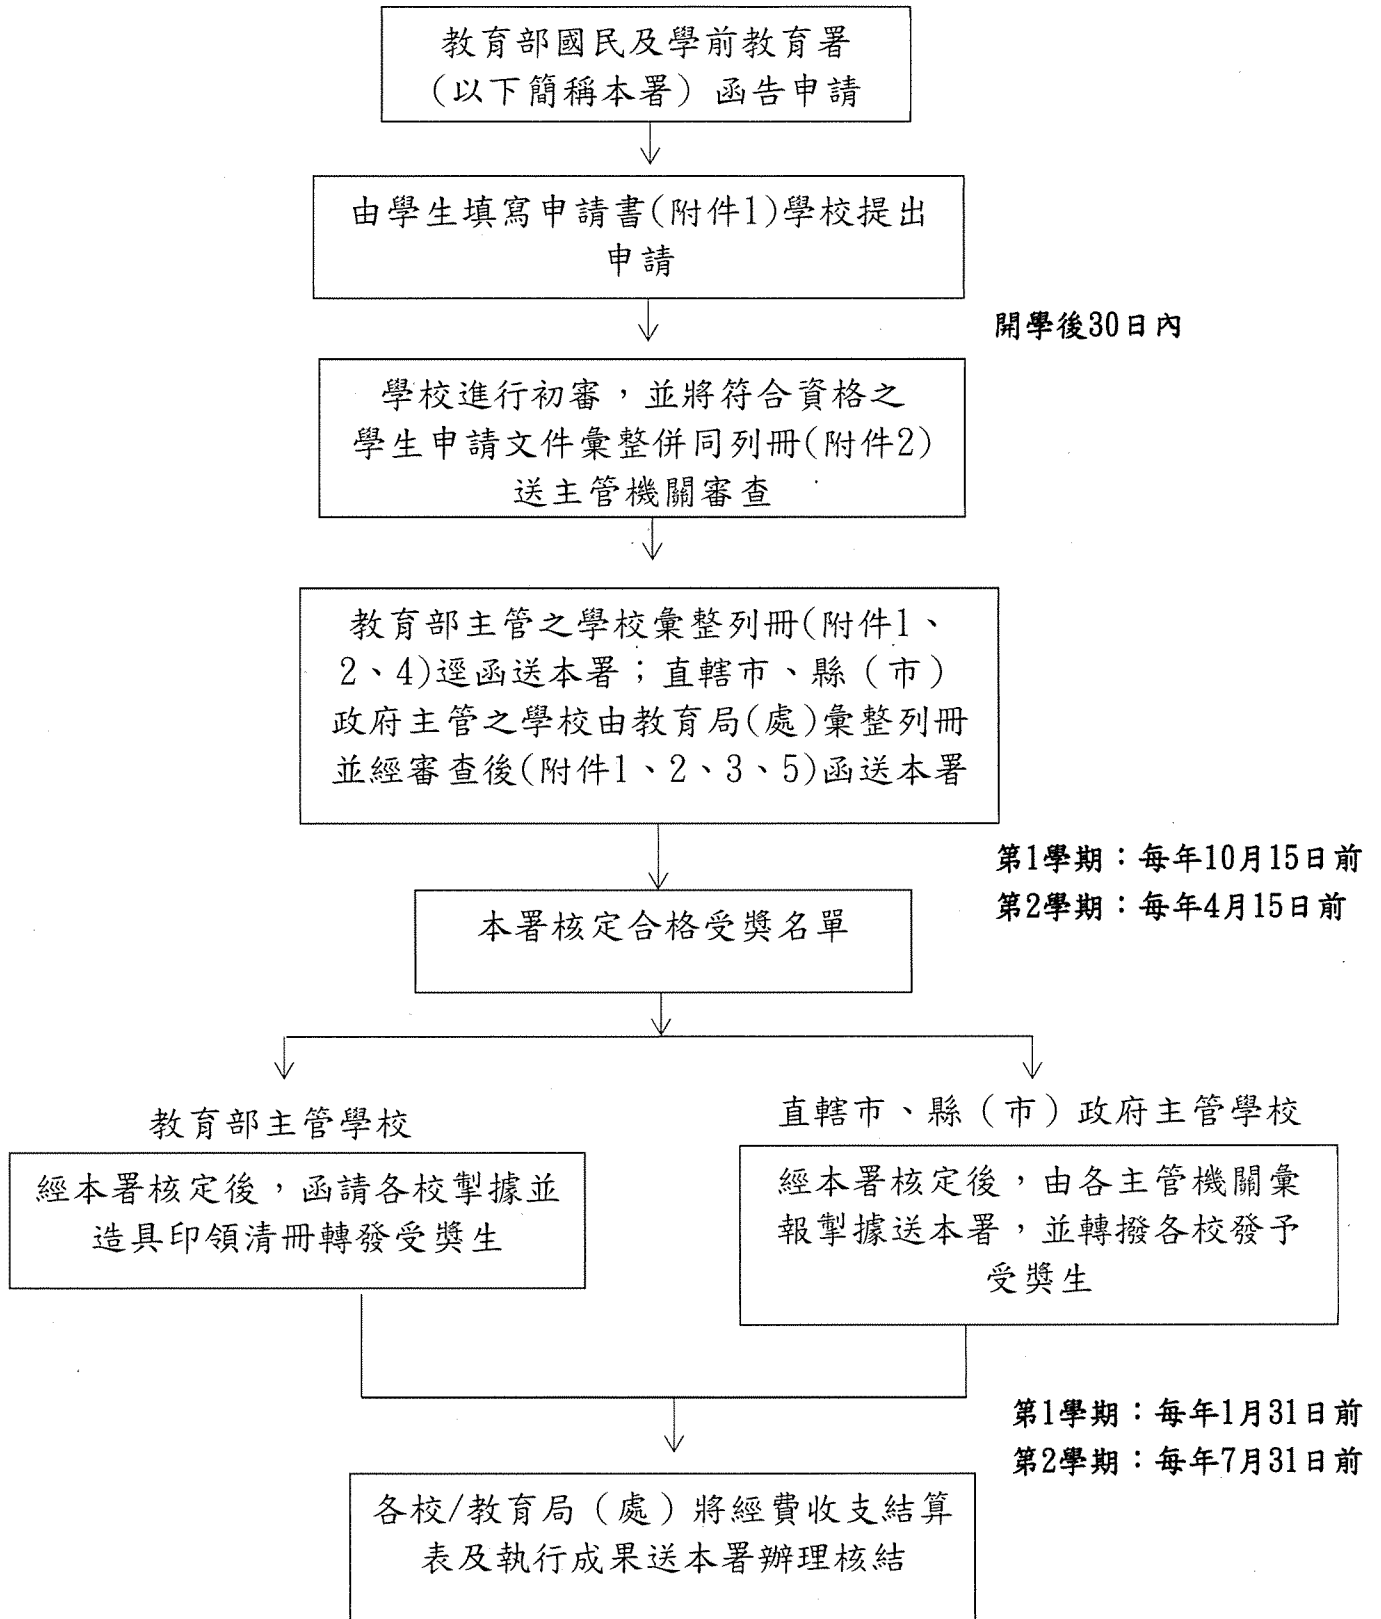 教育部國民及學前教育署
(以下簡稱本署) 函告申請
由學生填寫申請書(附件1)學校提出
申請
開學後30日內
學校進行初審，並將符合資格之
學生申請文件彙整併同列冊(附件2)
送主管機關審查
教育部主管之學校彙整列冊(附件1、
2、4)逕函送本署；直轄市、縣（市）
政府主管之學校由教育局(處)彙整列冊
並經審查後(附件1、2、3、5)函送本署
第1學期：每年10月15日前
第2學期：每年4月15日前
本署核定合格受獎名單
教育部主管學校
經本署核定後，函請各校掣據並
造具印領清冊轉發受獎生
直轄市、縣（市）政府主管學校
經本署核定後，由各主管機關彙
報掣據送本署，並轉撥各校發予
受獎生
第1學期：每年1月31日前
第2學期：每年7月31日前
各校/教育局（處）將經費收支結算
表及執行成果送本署辦理核結